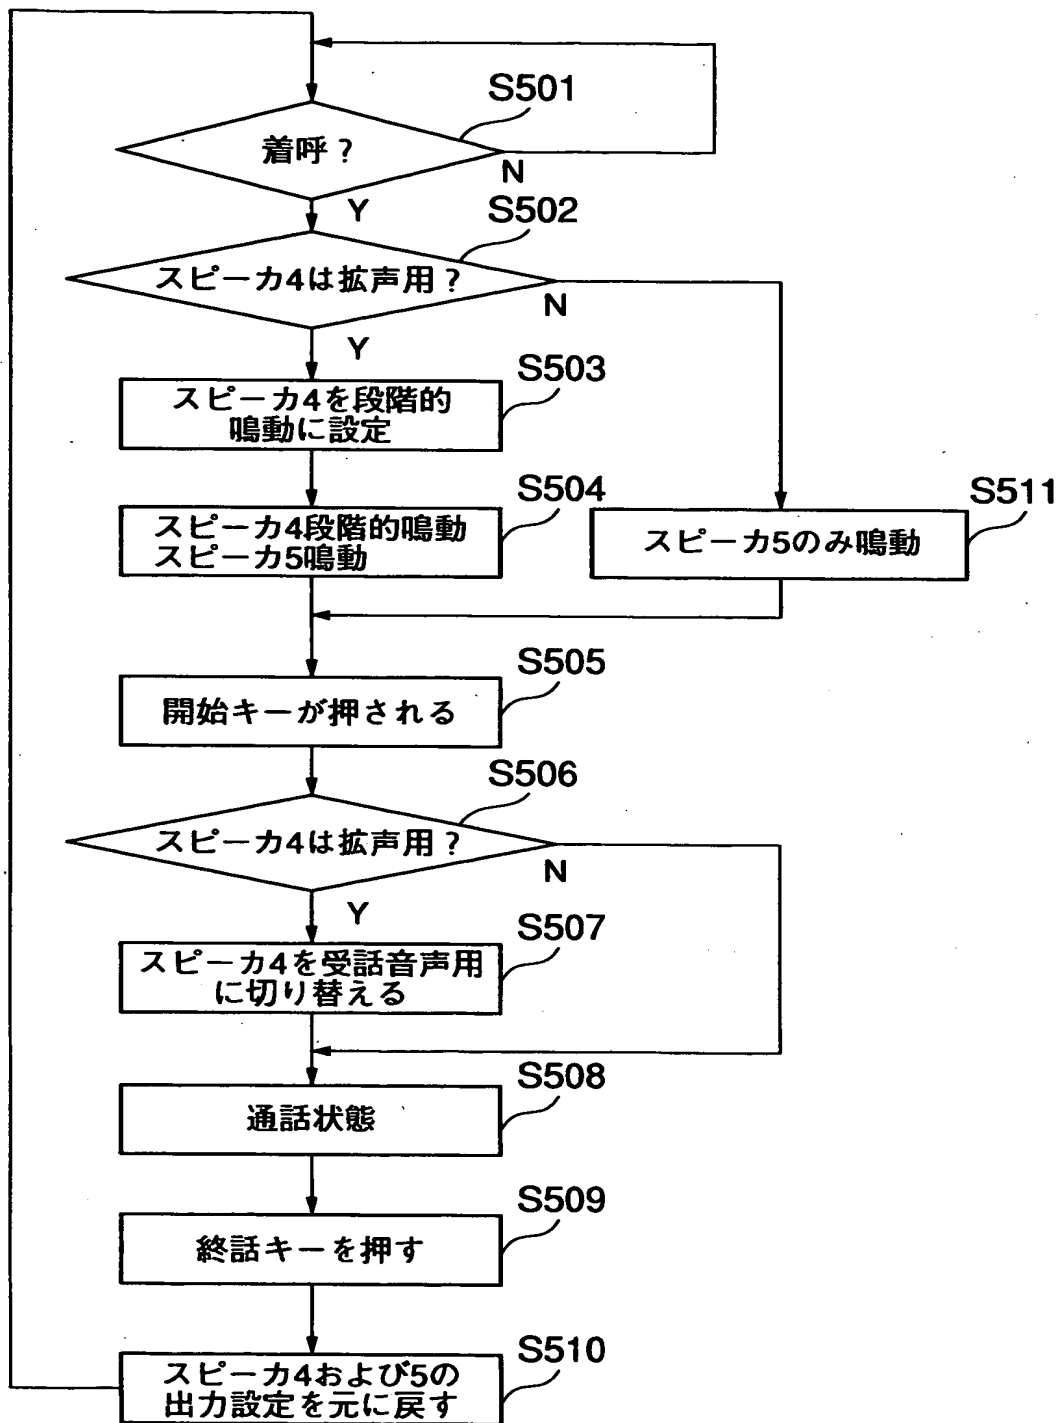 S501
着呼?
N
Y
S502
スピーカ4は拡声用?
N
Y
S503
スピーカ4を段階的
鳴動に設定
S504
スピーカ4段階的鳴動
スピーカ5鳴動
S511
スピーカ5のみ鳴動
S505
開始キーが押される
S506
スピーカ4は拡声用?
N
Y
S507
スピーカ4を受話音声用
に切り替える
S508
通話状態
S509
終話キーを押す
S510
スピーカ4および5の
出力設定を元に戻す